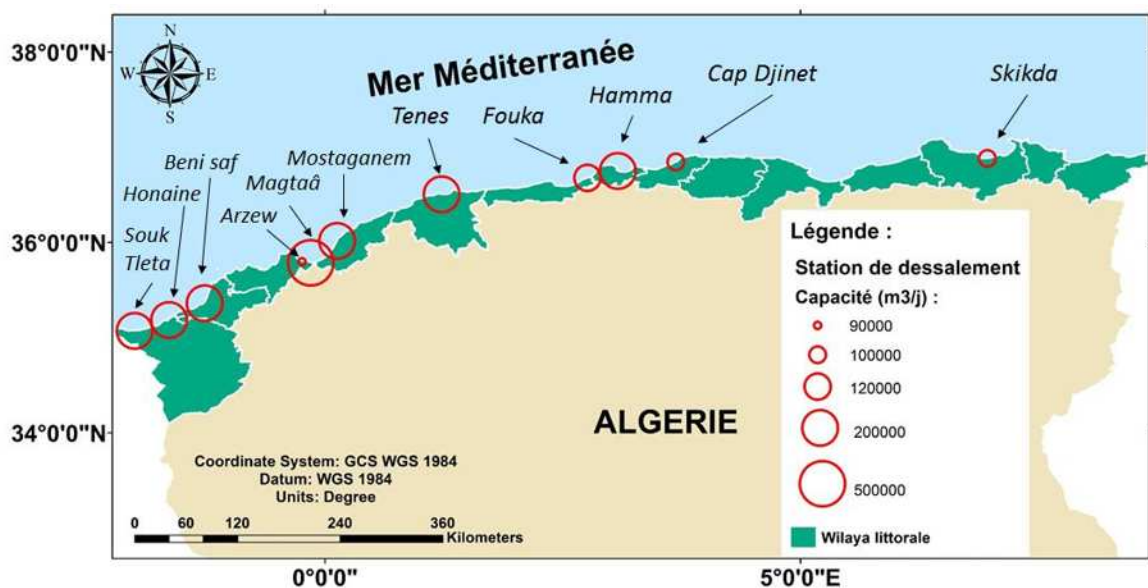 38°0'0"N
36°0'0"N
34°0'0"N
N
W
E
S
Mer Méditerranée
Souk
Tleta
Honaine
Beni saf
Arzew
Magtaâ
Mostaganem
Tenes
Fouka
Hamma
Cap Djinet
Skikda
ALGERIE
Légende :
Station de dessalement
Capacité (m3/j) :
90000
100000
120000
200000
500000
Wilaya littorale
Coordinate System: GCS WGS 1984
Datum: WGS 1984
Units: Degree
0 60 120 240 360
Kilometers
0°0'0"
5°0'0"E